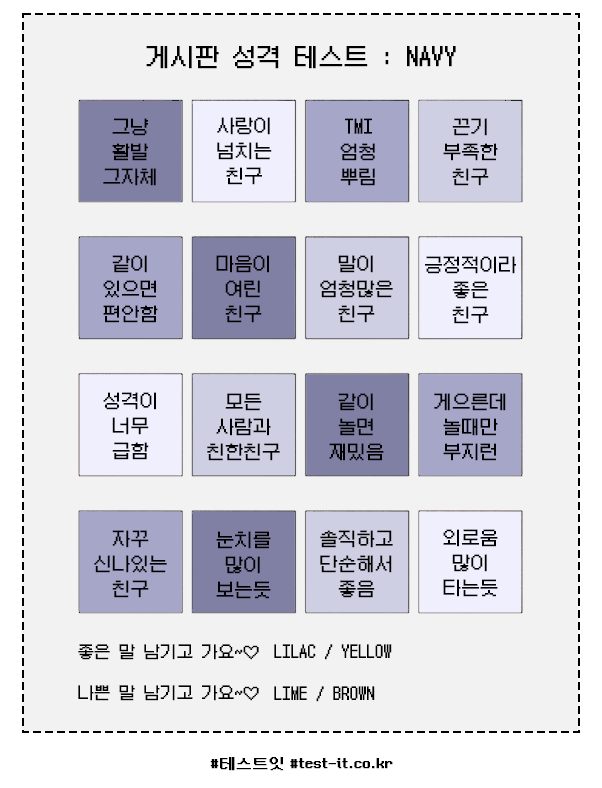 게시판 성격 테스트 : NAVY
그냥
활발
그자체
사랑이
넘치는
친구
TMI
엄청
뿌림
끈기
부족한
친구
같이
있으면
편안함
마음이
여린
친구
말이
엄청많은
친구
긍정적이라
좋은
친구
성격이
너무
급함
모든
사람과
친한친구
같이
놀면
재밌음
게으른데
놀때만
부지런
자꾸
신나있는
친구
눈치를
많이
보는듯
솔직하고
단순해서
좋음
외로움
많이
타는듯
좋은 말 남기고 가요~♡ LILAC / YELLOW
나쁜 말 남기고 가요~♡ LIME / BROWN
#테스트잇 #test-it.co.kr